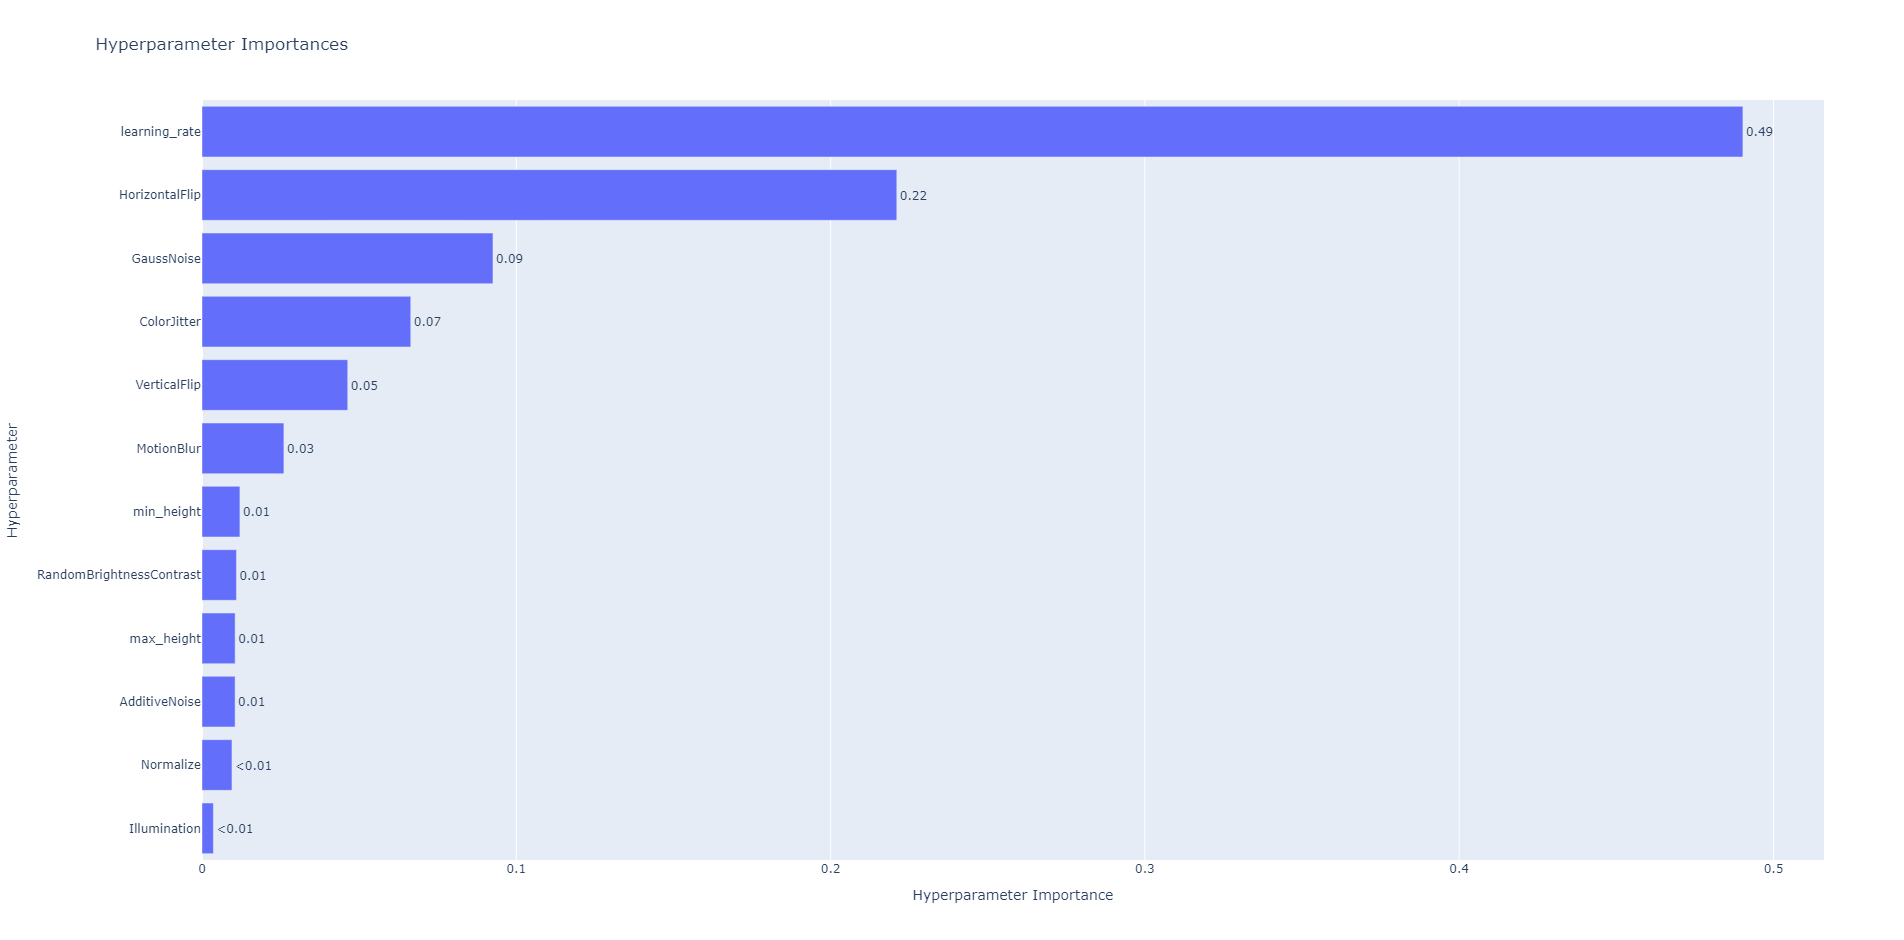 Hyperparameter Importances
learning_rate 0.49
HorizontalFlip 0.22
GaussNoise 0.09
ColorJitter 0.07
VerticalFlip 0.05
MotionBlur 0.03
min_height 0.01
RandomBrightnessContrast 0.01
max_height 0.01
AdditiveNoise 0.01
Normalize <0.01
Illumination <0.01
Hyperparameter
0 0.1 0.2 0.3 0.4 0.5
Hyperparameter Importance